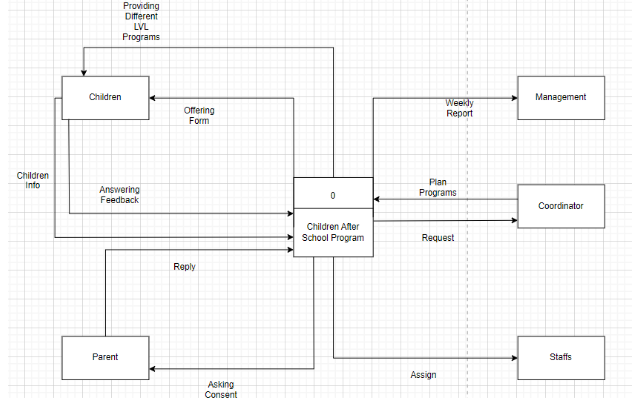 Providing
Different
LVL
Programs
Children
Offering
Form
Weekly
Report
Management
Children
Info
Answering
Feedback
0
Children After
School Program
Plan
Programs
Coordinator
Request
Reply
Parent
Asking
Consent
Assign
Staffs